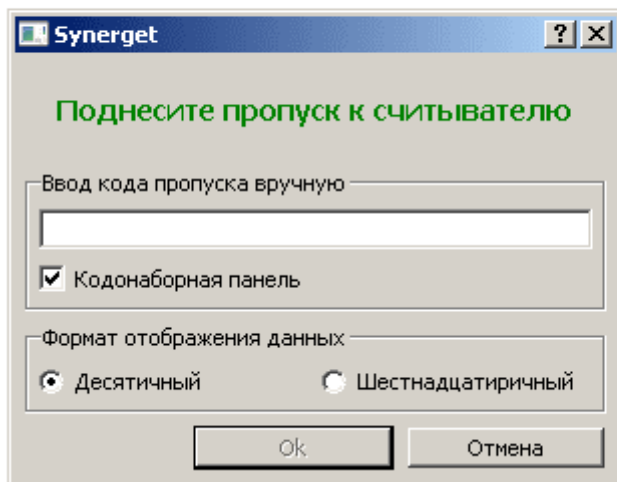 Synerget
Поднесите пропуск к считывателю
Ввод кода пропуска вручную
Кодонаборная панель
Формат отображения данных
Десятичный Шестнадцатиричный
Ok Отмена